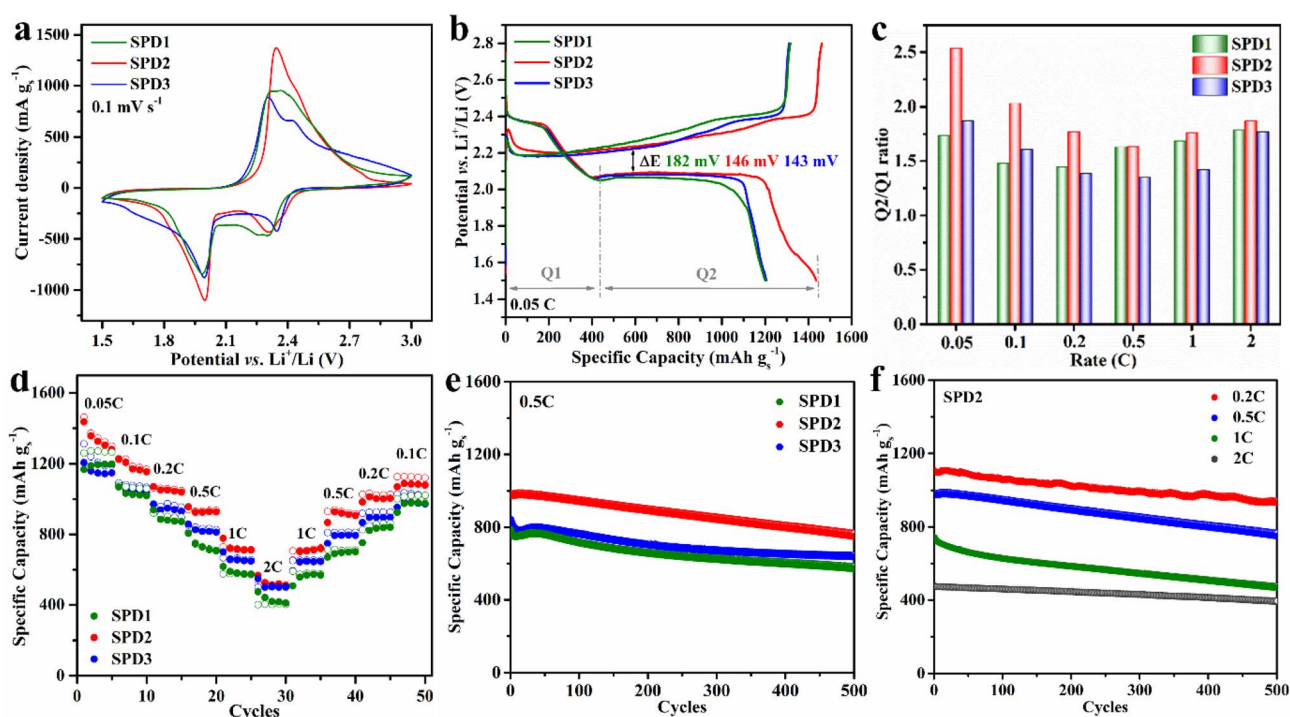 a
SPD1
SPD2
SPD3
0.1 mV s⁻¹
1500
1000
500
0
-500
-1000
Current density (mA gₛ⁻¹)
1.5 1.8 2.1 2.4 2.7 3.0
Potential vs. Li⁺/Li (V)
b
SPD1
SPD2
SPD3
2.8
2.6
2.4
2.2
2.0
1.8
1.6
1.4
Potential vs. Li⁺/Li (V)
ΔE 182 mV 146 mV 143 mV
Q1 Q2
0.05 C
0 200 400 600 800 1000 1200 1400 1600
Specific Capacity (mAh gₛ⁻¹)
c
SPD1
SPD2
SPD3
2.5
2.0
1.5
1.0
0.5
0.0
Q2/Q1 ratio
0.05 0.1 0.2 0.5 1 2
Rate (C)
d
1600
1200
800
400
0
Specific Capacity (mAh gₛ⁻¹)
0.05C
0.1C
0.2C
0.5C
1C
2C
1C
0.5C
0.2C
0.1C
SPD1
SPD2
SPD3
0 10 20 30 40 50
Cycles
e
0.5C
SPD1
SPD2
SPD3
1600
1200
800
400
0
Specific Capacity (mAh gₛ⁻¹)
0 100 200 300 400 500
Cycles
f
SPD2
0.2C
0.5C
1C
2C
1600
1200
800
400
0
Specific Capacity (mAh gₛ⁻¹)
0 100 200 300 400 500
Cycles